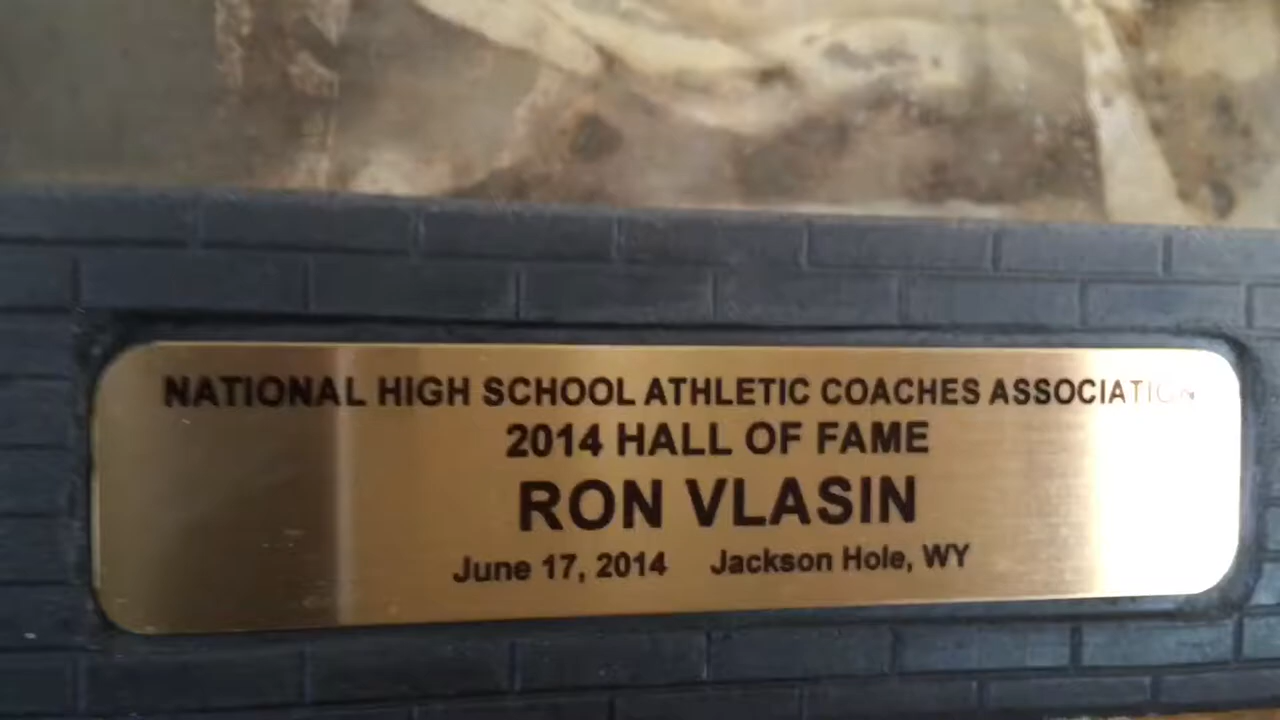 NATIONAL HIGH SCHOOL ATHLETIC COACHES ASSOCIATION
2014 HALL OF FAME
RON VLASIN
June 17, 2014 Jackson Hole, WY